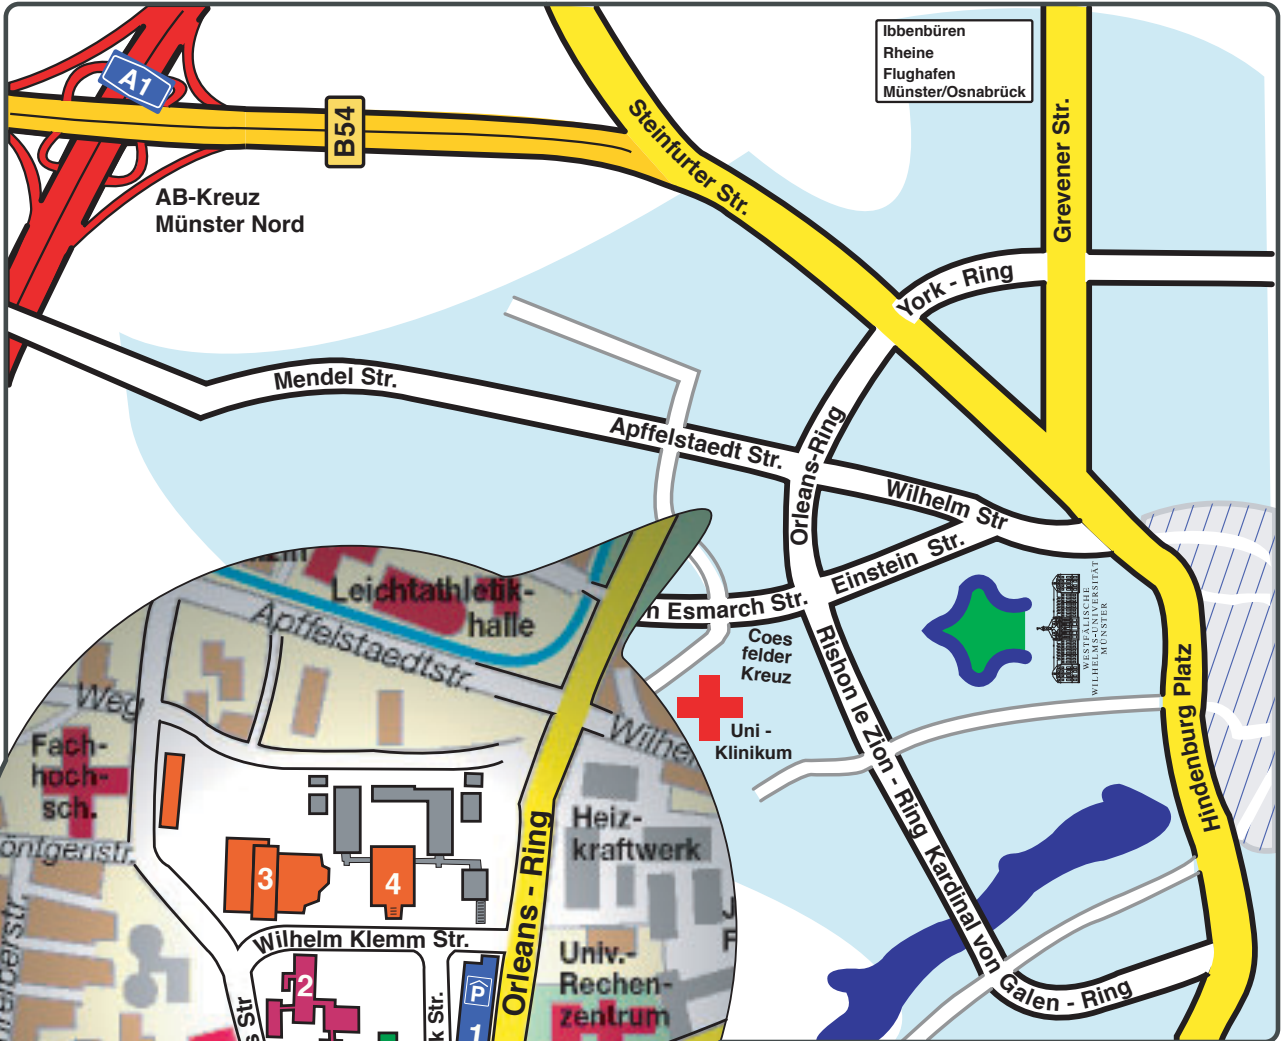 A1
B54
AB-Kreuz
Münster Nord
Steinfurter Str.
Ibbenbüren
Rheine
Flughafen
Münster/Osnabrück
Grevener Str.
York - Ring
Mendel Str.
Apffelstaedt Str.
Orleans-Ring
Wilhelm Str
Einstein Str.
n Esmarch Str.
Coes
felder
Kreuz
Uni -
Klinikum
Rishon le Zion - Ring
Kardinal von
Galen - Ring
Hindenburg Platz
WESTFÄLISCHE
WILHELMS-UNIVERSITÄT
MÜNSTER
Leichtathletik-
halle
Apffelstaedtstr.
Weg
Fach-
hoch-
sch.
öntgenstr.
Wilhel
Heiz-
kraftwerk
3
4
Wilhelm Klemm Str.
Orleans - Ring
Univ.-
Rechen-
zentrum
J
F
2
P
1
s Str
k Str.